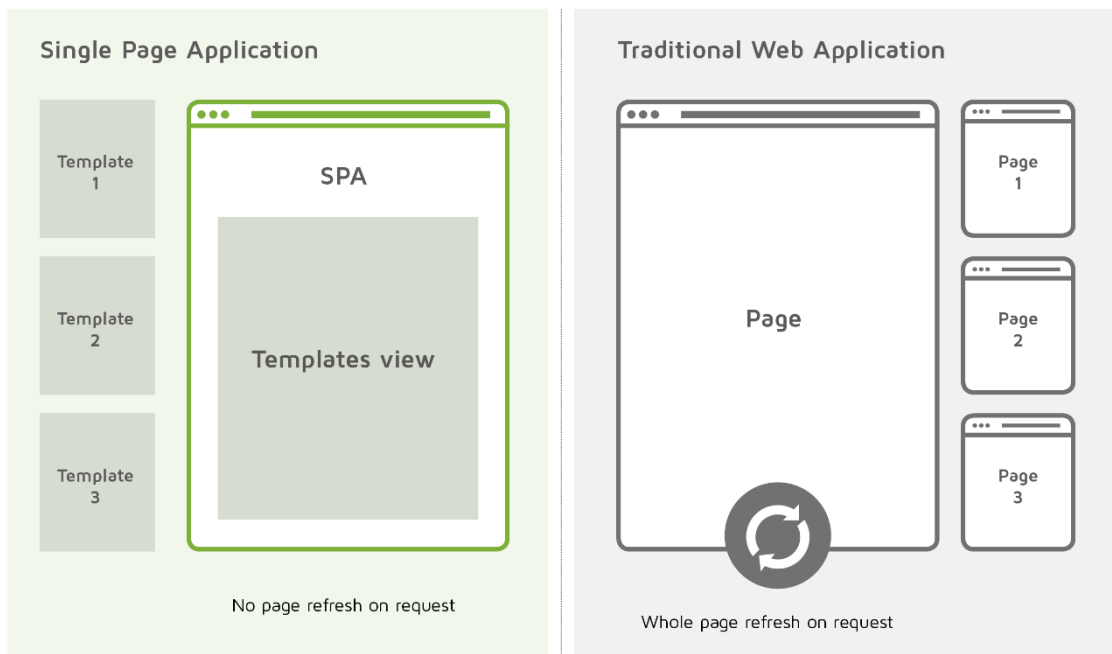 Single Page Application
Template
1
Template
2
Template
3
SPA
Templates view
No page refresh on request
Traditional Web Application
Page
Page
1
Page
2
Page
3
Whole page refresh on request